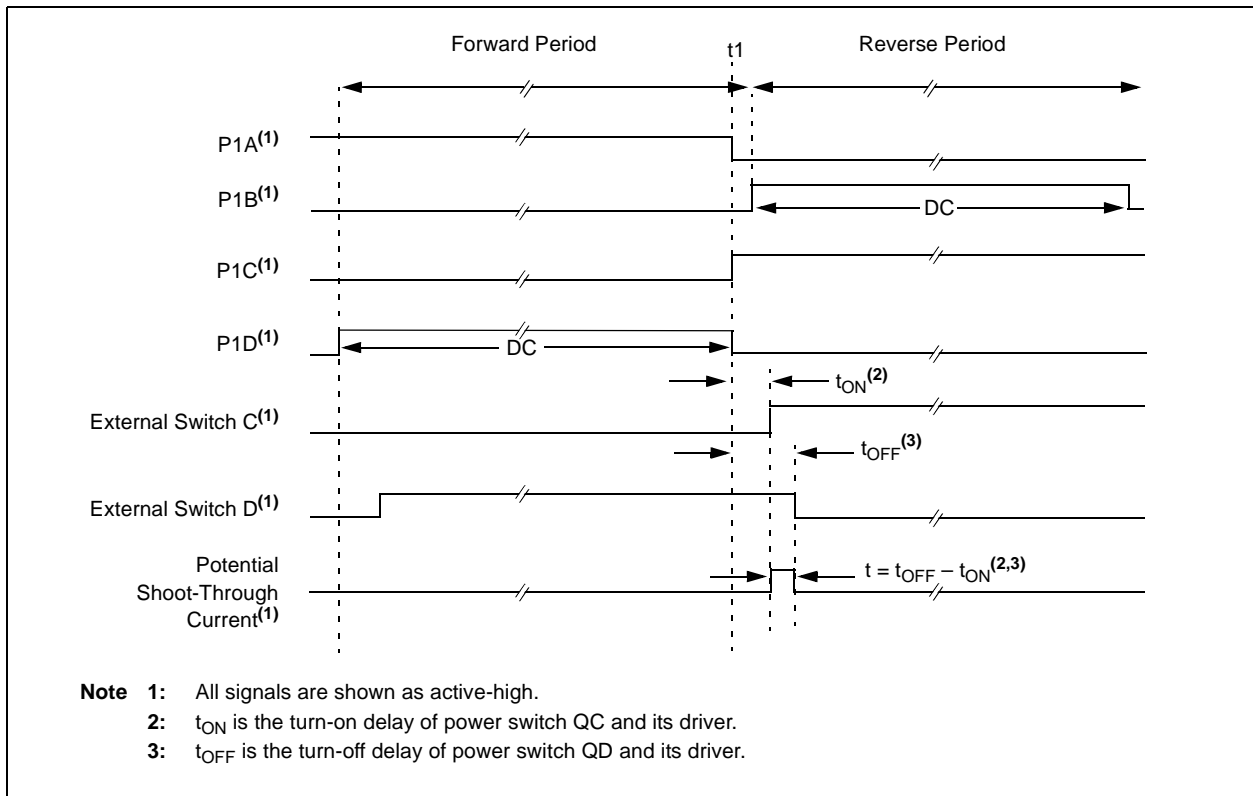 Forward Period
t1
Reverse Period
P1A(1)
P1B(1)
DC
P1C(1)
P1D(1)
DC
tON(2)
External Switch C(1)
tOFF(3)
External Switch D(1)
Potential
Shoot-Through
Current(1)
t = tOFF – tON(2,3)
Note 1: All signals are shown as active-high.
2: tON is the turn-on delay of power switch QC and its driver.
3: tOFF is the turn-off delay of power switch QD and its driver.